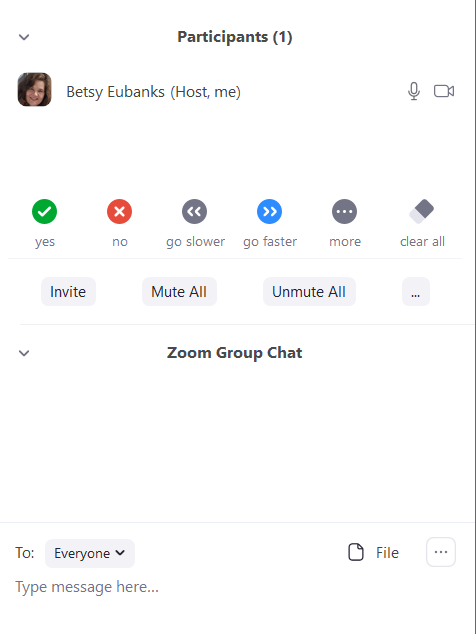 Participants (1)
Betsy Eubanks (Host, me)
yes no go slower go faster more clear all
Invite Mute All Unmute All ...
Zoom Group Chat
To: Everyone File
Type message here...